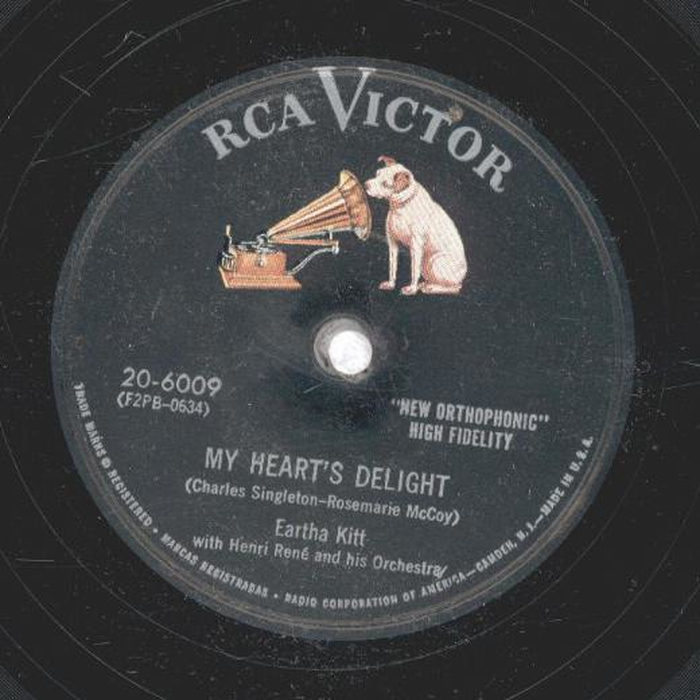 RCA VICTOR
20-6009
(F2PB-0634)
"NEW ORTHOPHONIC"
HIGH FIDELITY
MY HEART'S DELIGHT
(Charles Singleton-Rosemarie McCoy)
Eartha Kitt
with Henri René and his Orchestra
TRADE MARKS ® REGISTERED • MARCAS REGISTRADAS • RADIO CORPORATION OF AMERICA—CAMDEN, N.J.—MADE IN U.S.A.